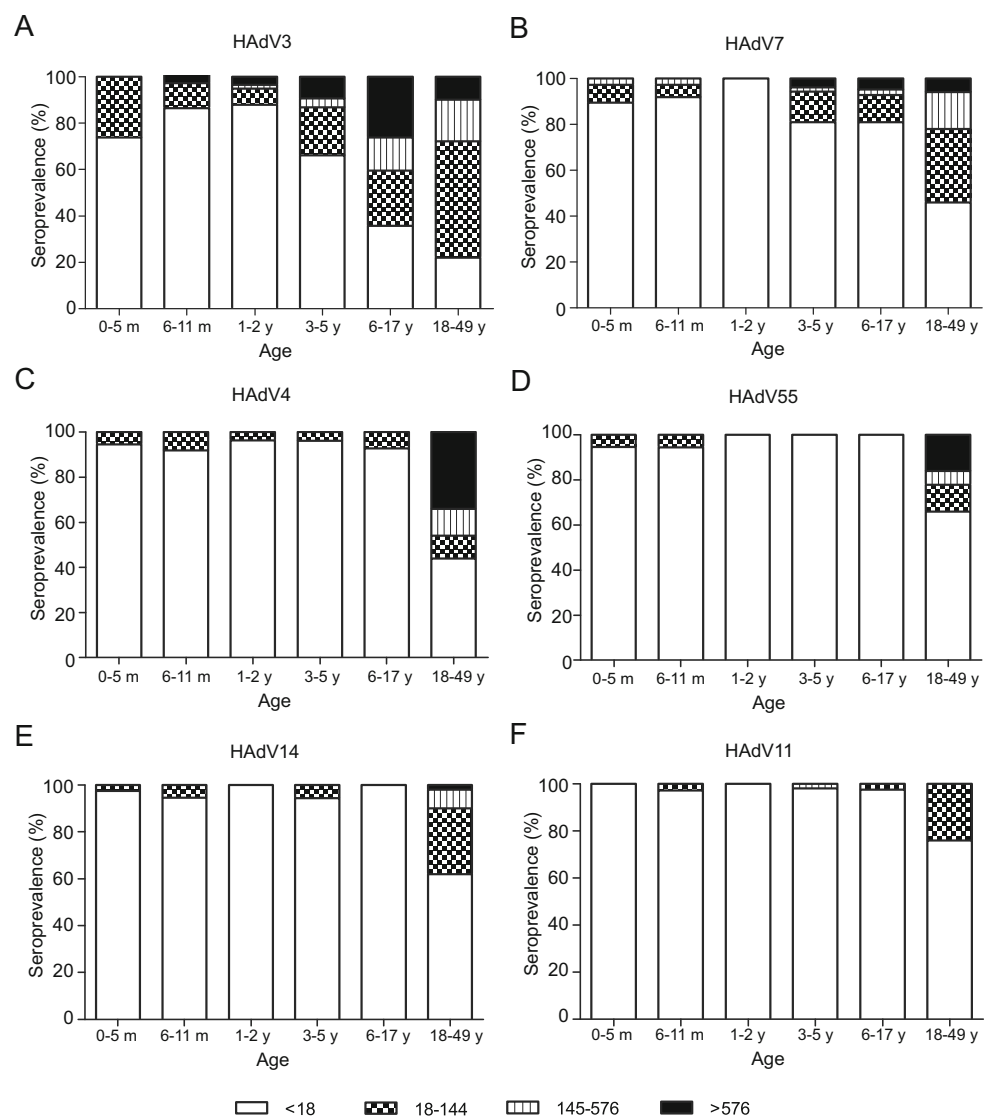 A
HAdV3
Seroprevalence (%)
100
80
60
40
20
0
0-5 m 6-11 m 1-2 y 3-5 y 6-17 y 18-49 y
Age
B
HAdV7
Seroprevalence (%)
100
80
60
40
20
0
0-5 m 6-11 m 1-2 y 3-5 y 6-17 y 18-49 y
Age
C
HAdV4
Seroprevalence (%)
100
80
60
40
20
0
0-5 m 6-11 m 1-2 y 3-5 y 6-17 y 18-49 y
Age
D
HAdV55
Seroprevalence (%)
100
80
60
40
20
0
0-5 m 6-11 m 1-2 y 3-5 y 6-17 y 18-49 y
Age
E
HAdV14
Seroprevalence (%)
100
80
60
40
20
0
0-5 m 6-11 m 1-2 y 3-5 y 6-17 y 18-49 y
Age
F
HAdV11
Seroprevalence (%)
100
80
60
40
20
0
0-5 m 6-11 m 1-2 y 3-5 y 6-17 y 18-49 y
Age
<18 18-144 145-576 >576